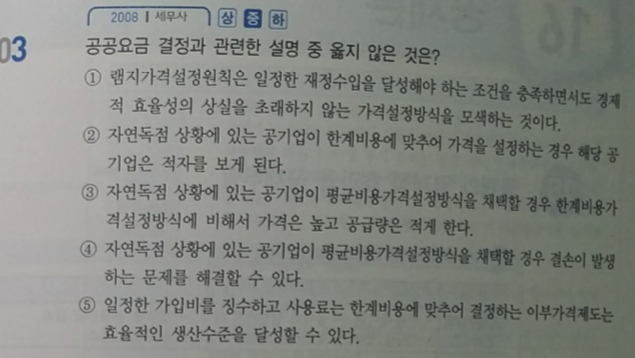 2008 | 세무사 상 중 하
03 공공요금 결정과 관련한 설명 중 옳지 않은 것은?
① 램지가격설정원칙은 일정한 재정수입을 달성해야 하는 조건을 충족하면서도 경제
적 효율성의 상실을 초래하지 않는 가격설정방식을 모색하는 것이다.
② 자연독점 상황에 있는 공기업이 한계비용에 맞추어 가격을 설정하는 경우 해당 공
기업은 적자를 보게 된다.
③ 자연독점 상황에 있는 공기업이 평균비용가격설정방식을 채택할 경우 한계비용가
격설정방식에 비해서 가격은 높고 공급량은 적게 한다.
④ 자연독점 상황에 있는 공기업이 평균비용가격설정방식을 채택할 경우 결손이 발생
하는 문제를 해결할 수 있다.
⑤ 일정한 가입비를 징수하고 사용료는 한계비용에 맞추어 결정하는 이부가격제도는
효율적인 생산수준을 달성할 수 있다.